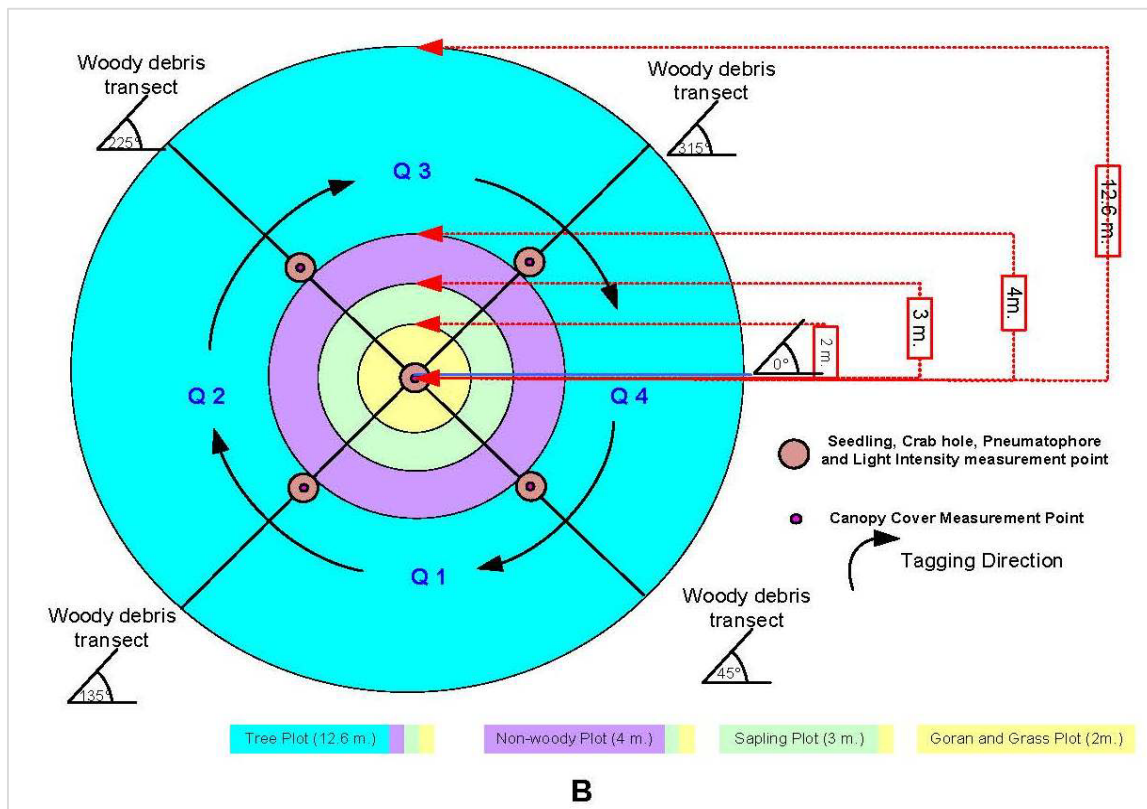 Woody debris
transect
225°
Woody debris
transect
315°
Q 3
12.6 m.
4m.
3 m.
2 m.
0°
Q 2
Q 4
Seedling, Crab hole, Pneumatophore
and Light Intensity measurement point
Canopy Cover Measurement Point
Tagging Direction
Q 1
Woody debris
transect
135°
Woody debris
transect
45°
Tree Plot (12.6 m.)
Non-woody Plot (4 m.)
Sapling Plot (3 m.)
Goran and Grass Plot (2m.)
B